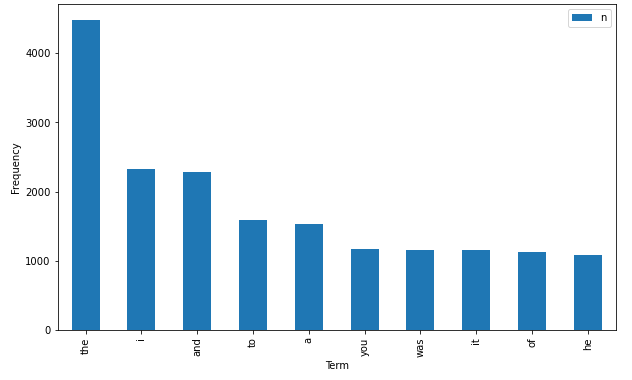 n
4000
3000
2000
1000
0
Frequency
the i and to a you was it of he
Term